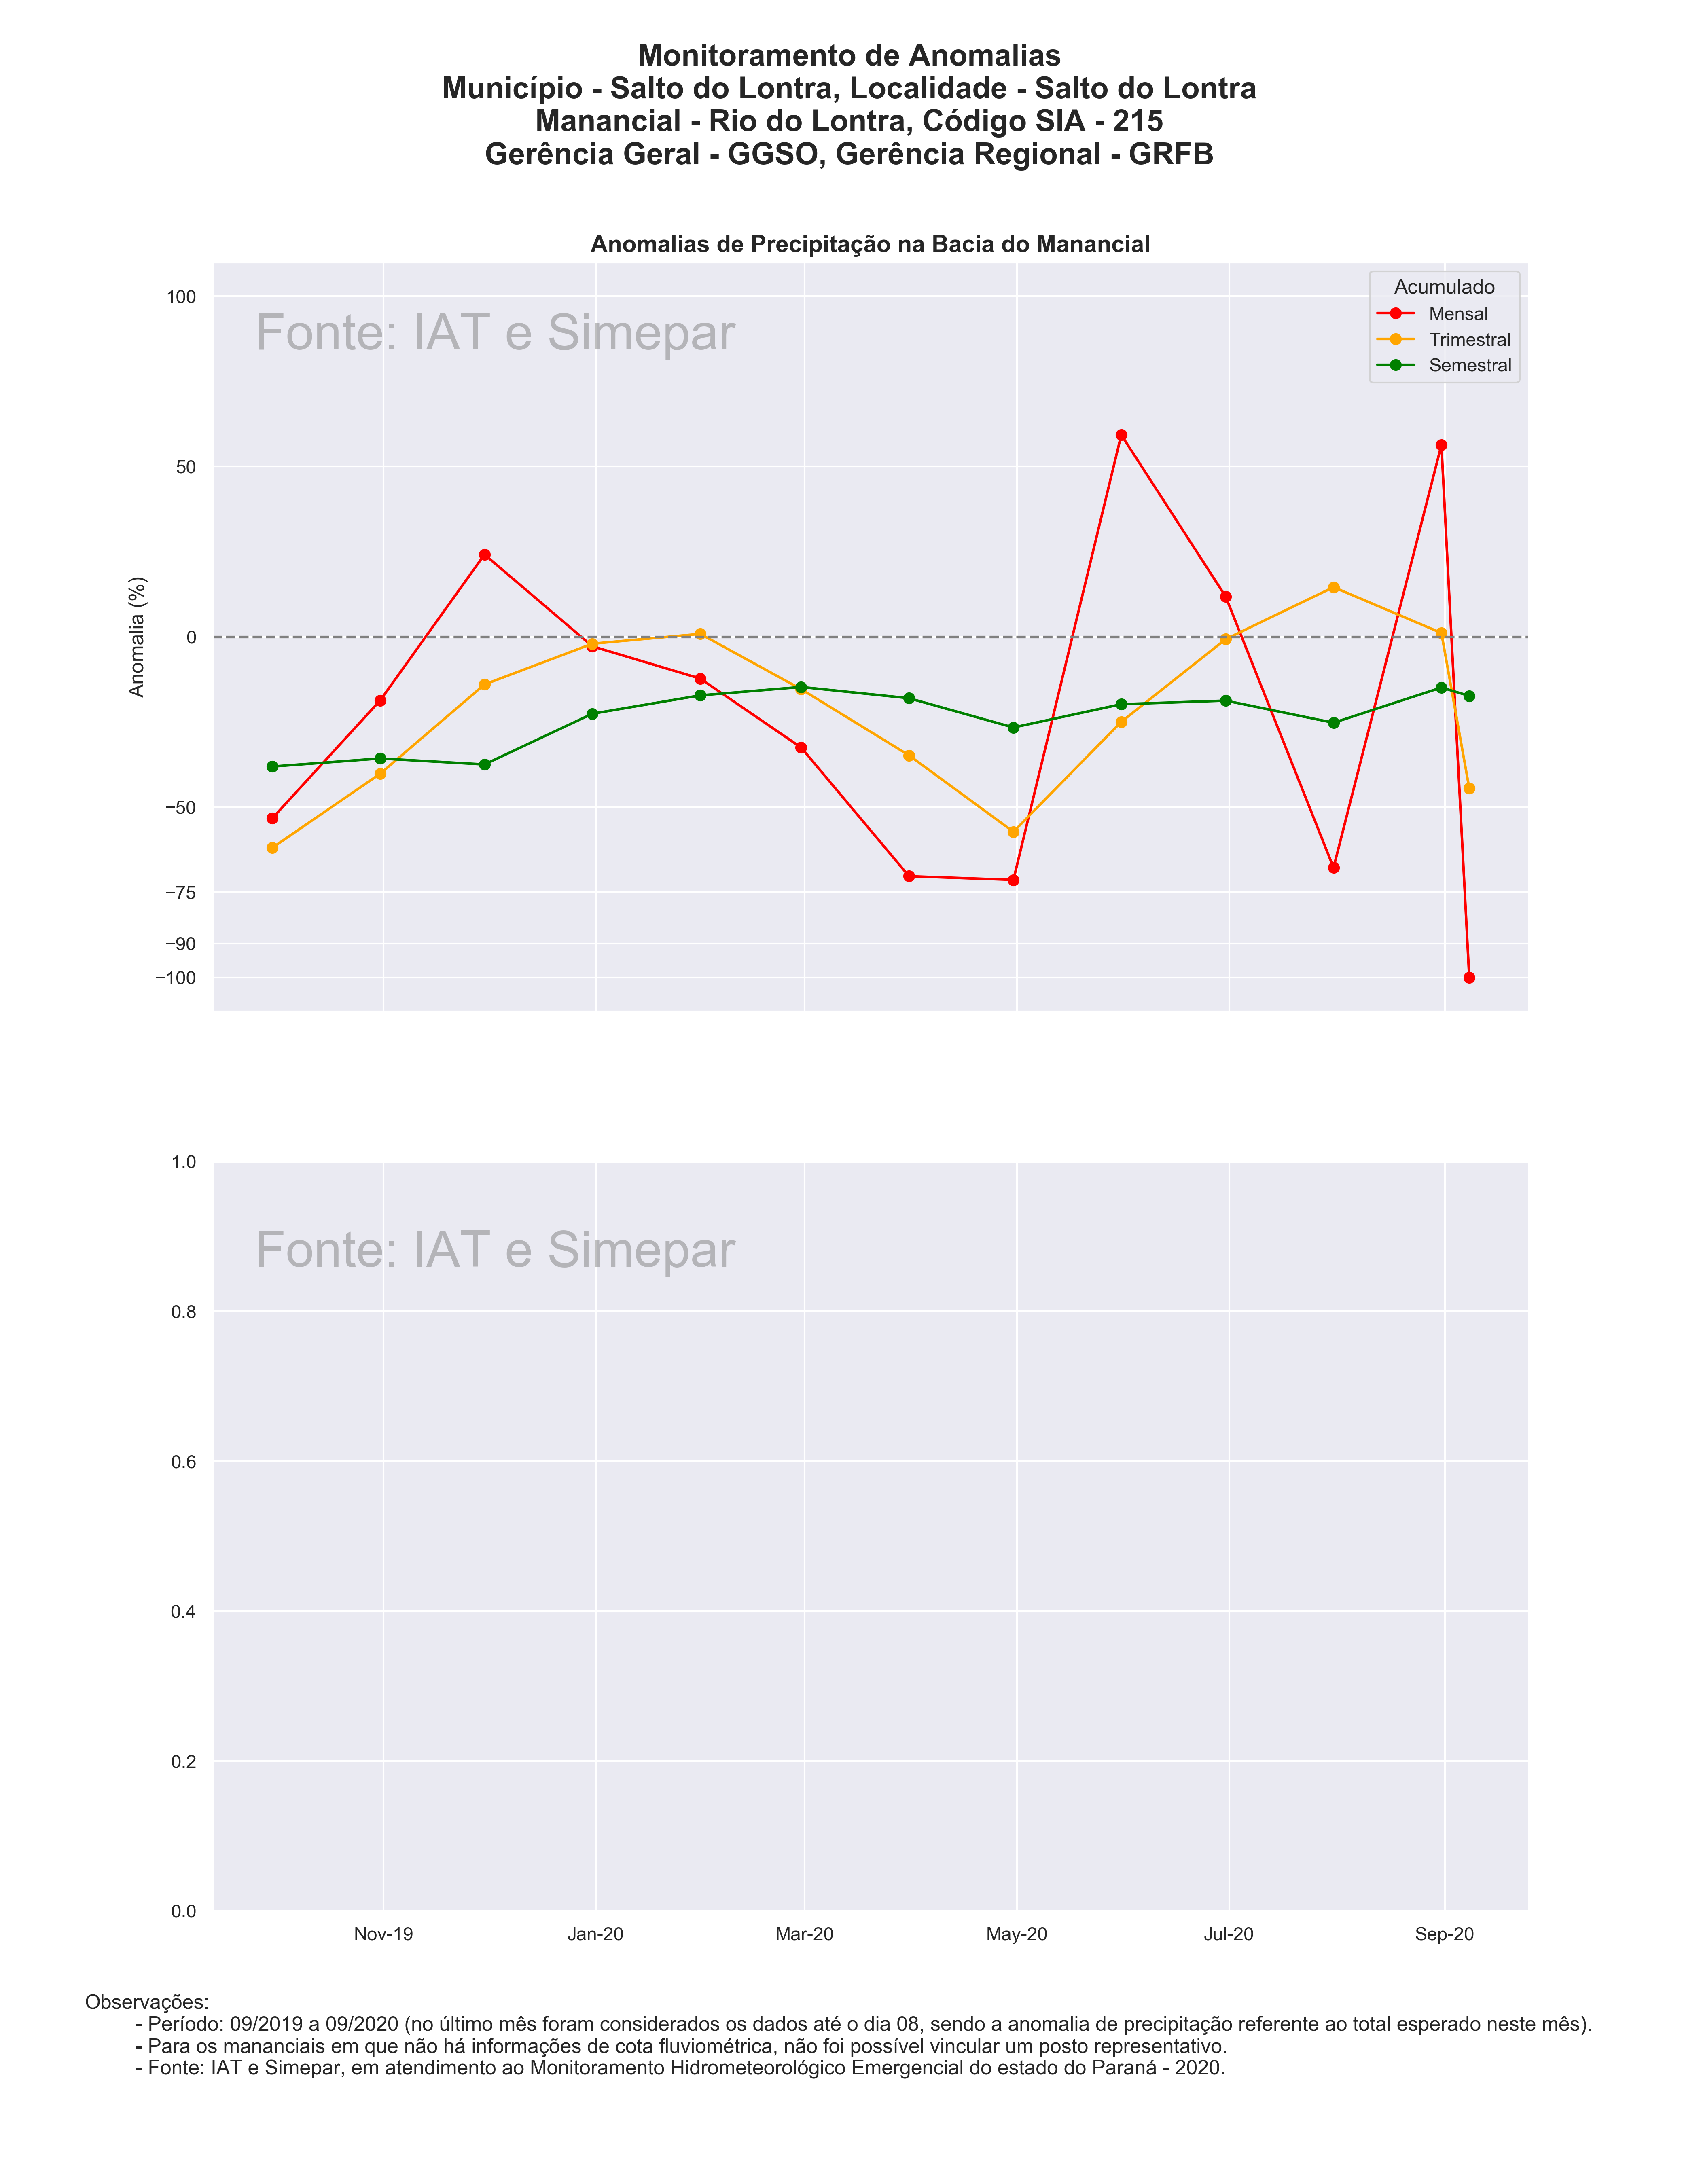 Monitoramento de Anomalias
Município - Salto do Lontra, Localidade - Salto do Lontra
Manancial - Rio do Lontra, Código SIA - 215
Gerência Geral - GGSO, Gerência Regional - GRFB
Anomalias de Precipitação na Bacia do Manancial
Fonte: IAT e Simepar
Acumulado
Mensal
Trimestral
Semestral
Anomalia (%)
100
50
0
−50
−75
−90
−100
Fonte: IAT e Simepar
1.0
0.8
0.6
0.4
0.2
0.0
Nov-19 Jan-20 Mar-20 May-20 Jul-20 Sep-20
Observações:
- Período: 09/2019 a 09/2020 (no último mês foram considerados os dados até o dia 08, sendo a anomalia de precipitação referente ao total esperado neste mês).
- Para os mananciais em que não há informações de cota fluviométrica, não foi possível vincular um posto representativo.
- Fonte: IAT e Simepar, em atendimento ao Monitoramento Hidrometeorológico Emergencial do estado do Paraná - 2020.